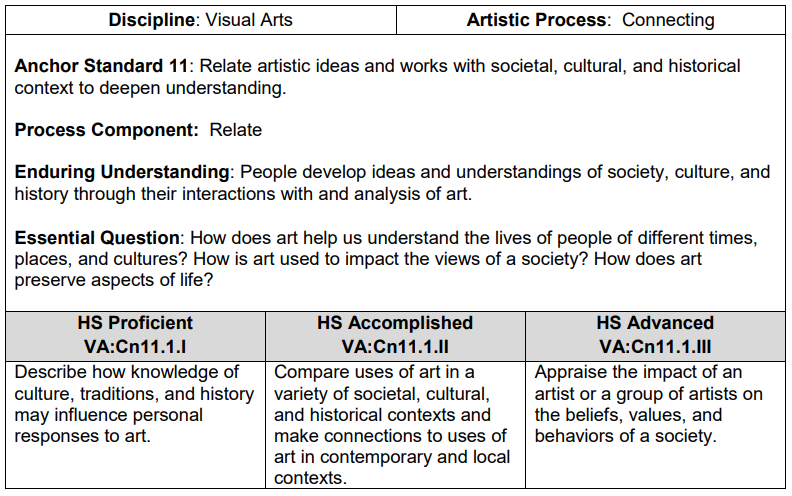 Discipline: Visual Arts
Artistic Process: Connecting
Anchor Standard 11: Relate artistic ideas and works with societal, cultural, and historical
context to deepen understanding.
Process Component: Relate
Enduring Understanding: People develop ideas and understandings of society, culture, and
history through their interactions with and analysis of art.
Essential Question: How does art help us understand the lives of people of different times,
places, and cultures? How is art used to impact the views of a society? How does art
preserve aspects of life?
HS Proficient
VA:Cn11.1.I
HS Accomplished
VA:Cn11.1.II
HS Advanced
VA:Cn11.1.III
Describe how knowledge of
culture, traditions, and history
may influence personal
responses to art.
Compare uses of art in a
variety of societal, cultural,
and historical contexts and
make connections to uses of
art in contemporary and local
contexts.
Appraise the impact of an
artist or a group of artists on
the beliefs, values, and
behaviors of a society.